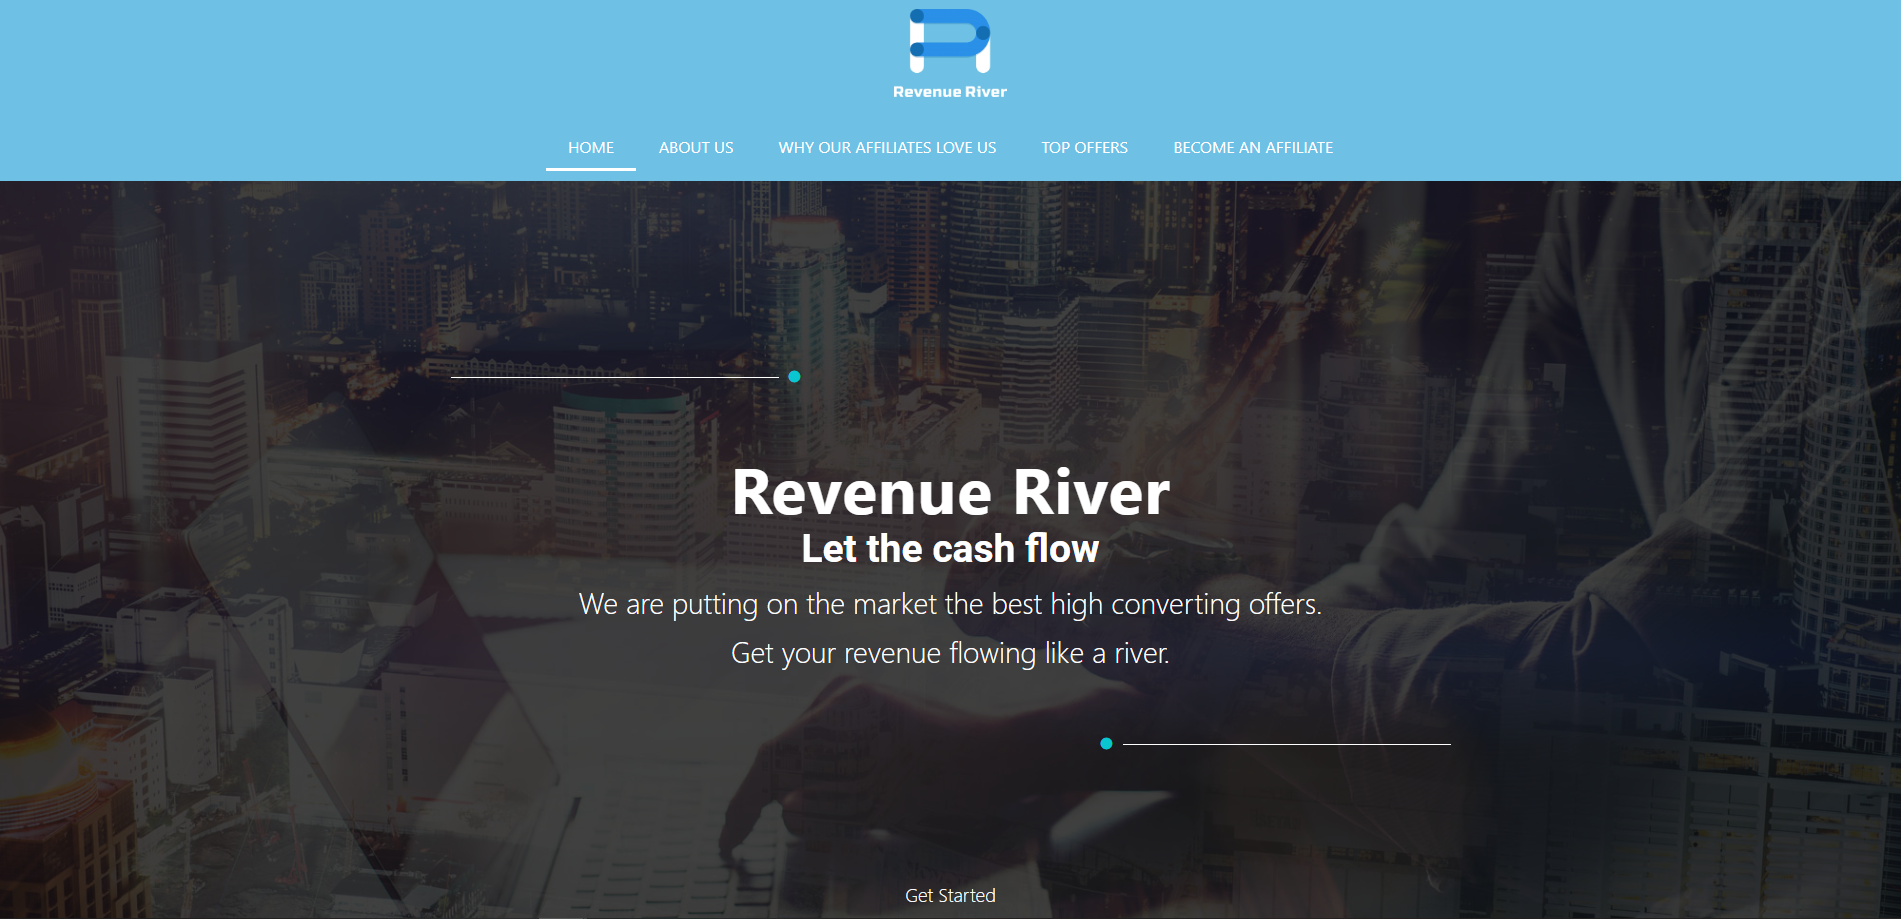 Revenue River
HOME ABOUT US WHY OUR AFFILIATES LOVE US TOP OFFERS BECOME AN AFFILIATE
Revenue River
Let the cash flow
We are putting on the market the best high converting offers.
Get your revenue flowing like a river.
Get Started